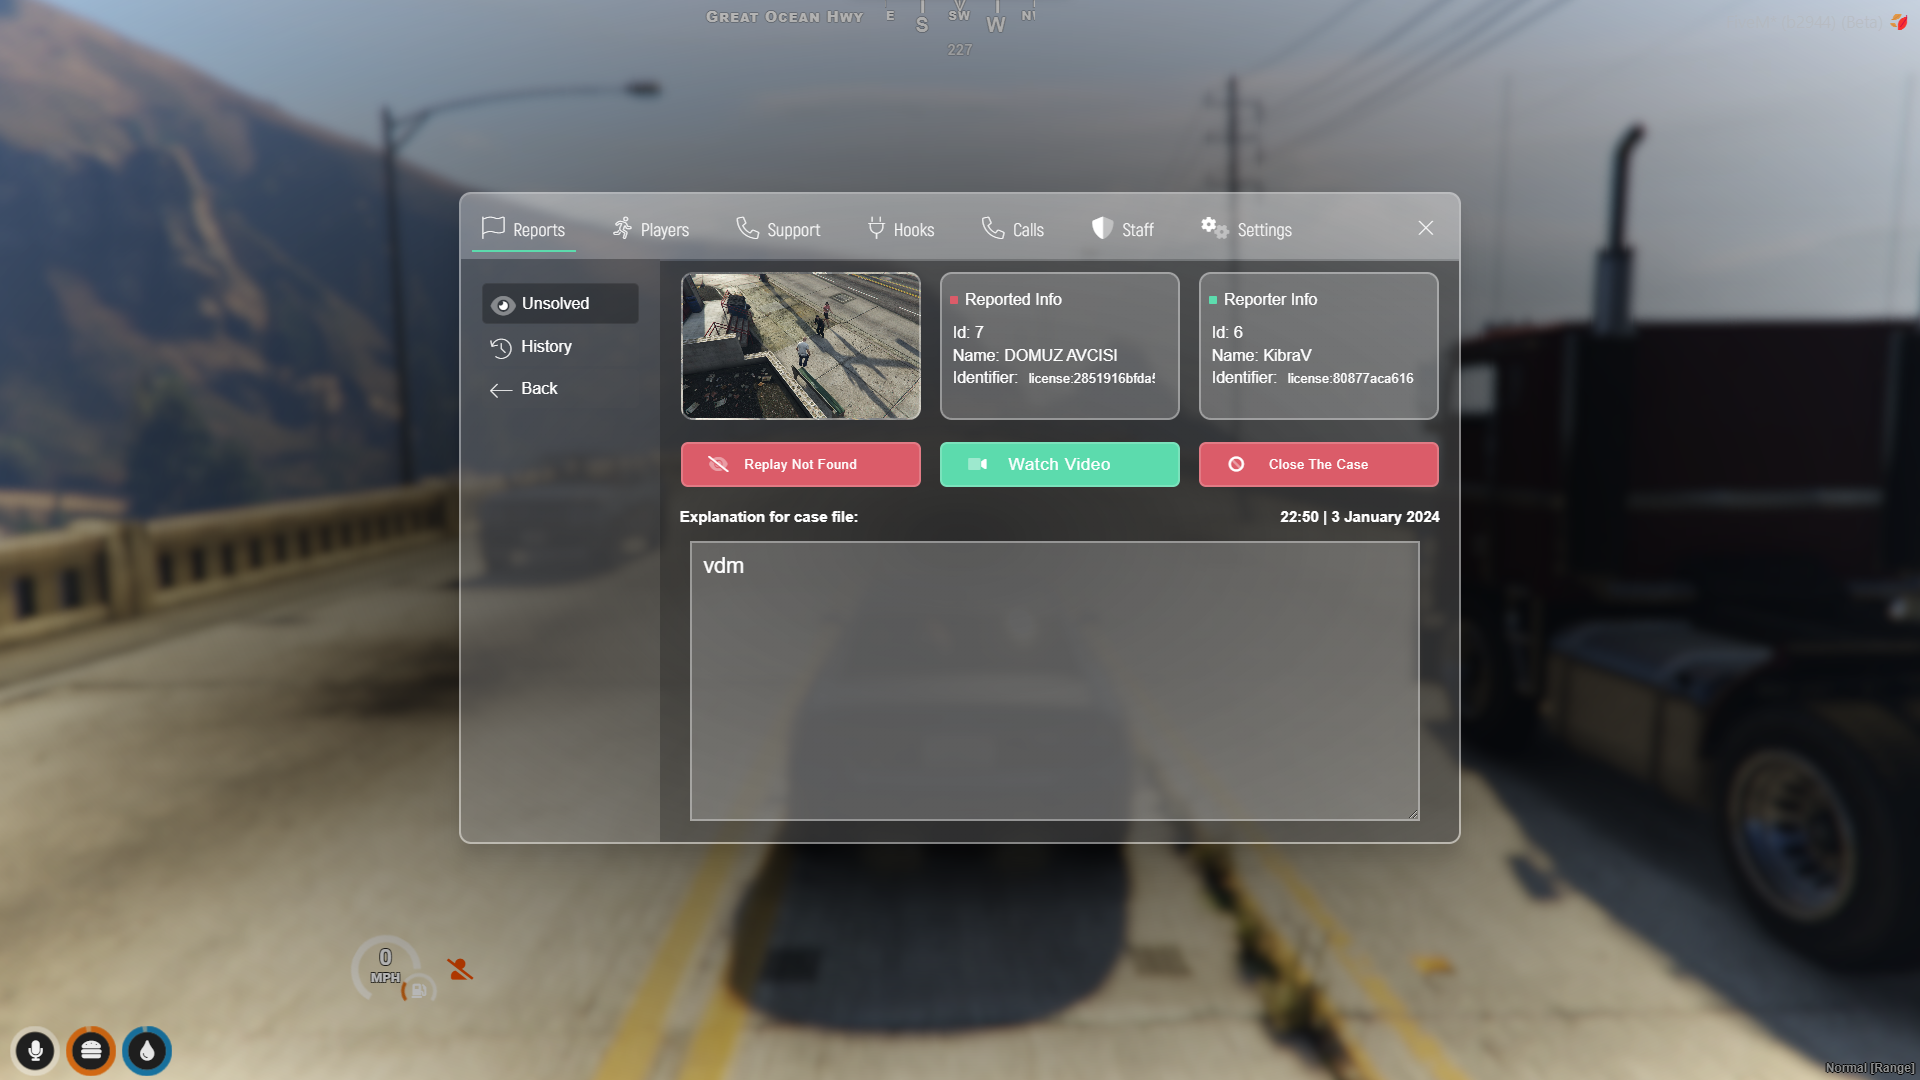 GREAT OCEAN HWY
E S SW W
227
(Beta)
Reports Players Support Hooks Calls Staff Settings
Unsolved
History
Back
Reported Info
Id: 7
Name: DOMUZ AVCISI
Identifier: license:2851916bfda5
Reporter Info
Id: 6
Name: KibraV
Identifier: license:80877aca616
Replay Not Found
Watch Video
Close The Case
Explanation for case file:
22:50 | 3 January 2024
vdm
0
MPH
Normal [Range]